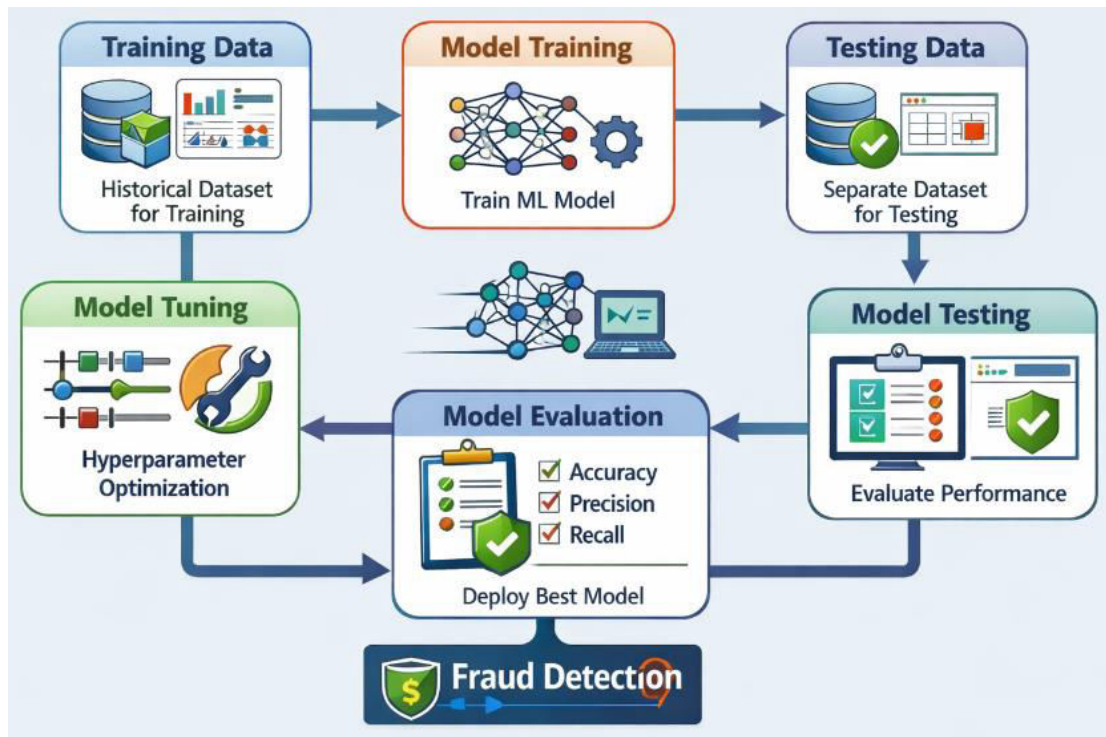 Training Data
Historical Dataset
for Training
Model Training
Train ML Model
Testing Data
Separate Dataset
for Testing
Model Tuning
Hyperparameter
Optimization
Model Evaluation
Accuracy
Precision
Recall
Deploy Best Model
Model Testing
Evaluate Performance
$ Fraud Detection